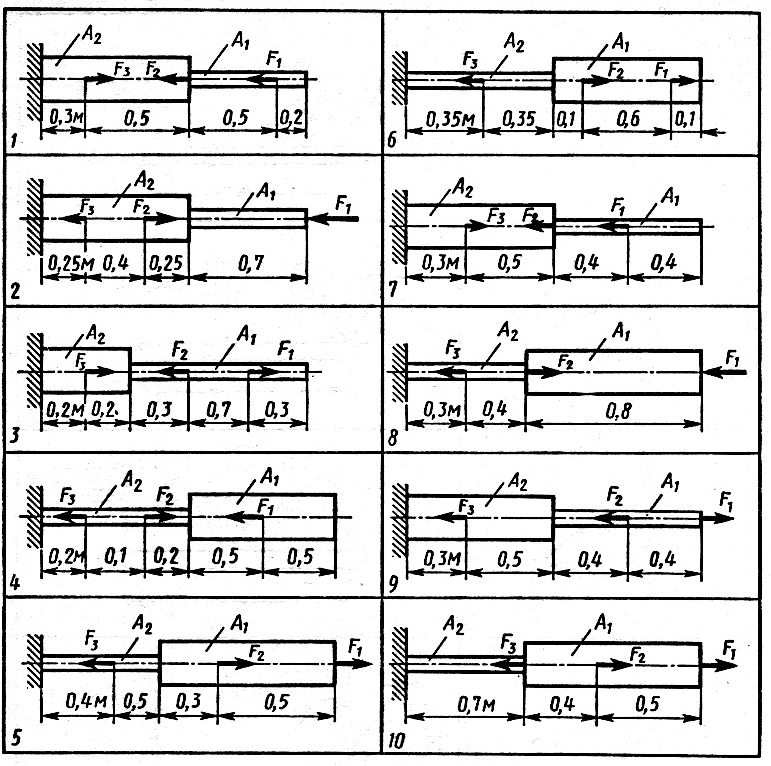 A₂ F₃ F₂ A₁ F₁
0,3м 0,5 0,5 0,2
1
A₂ F₃ F₂ A₁ F₁
0,25м 0,4 0,25 0,7
2
A₂ F₃ F₂ A₁ F₁
0,2м 0,2 0,3 0,7 0,3
3
F₃ A₂ F₂ A₁ F₁
0,2м 0,1 0,2 0,5 0,5
4
F₃ A₂ A₁ F₂ F₁
0,4м 0,5 0,3 0,5
5
F₃ A₂ A₁ F₂ F₁
0,35м 0,35 0,1 0,6 0,1
6
A₂ F₃ F₂ F₁ A₁
0,3м 0,5 0,4 0,4
7
F₃ A₂ F₂ A₁ F₁
0,3м 0,4 0,8
8
F₃ A₂ F₂ A₁ F₁
0,3м 0,5 0,4 0,4
9
A₂ F₃ A₁ F₂ F₁
0,7м 0,4 0,5
10